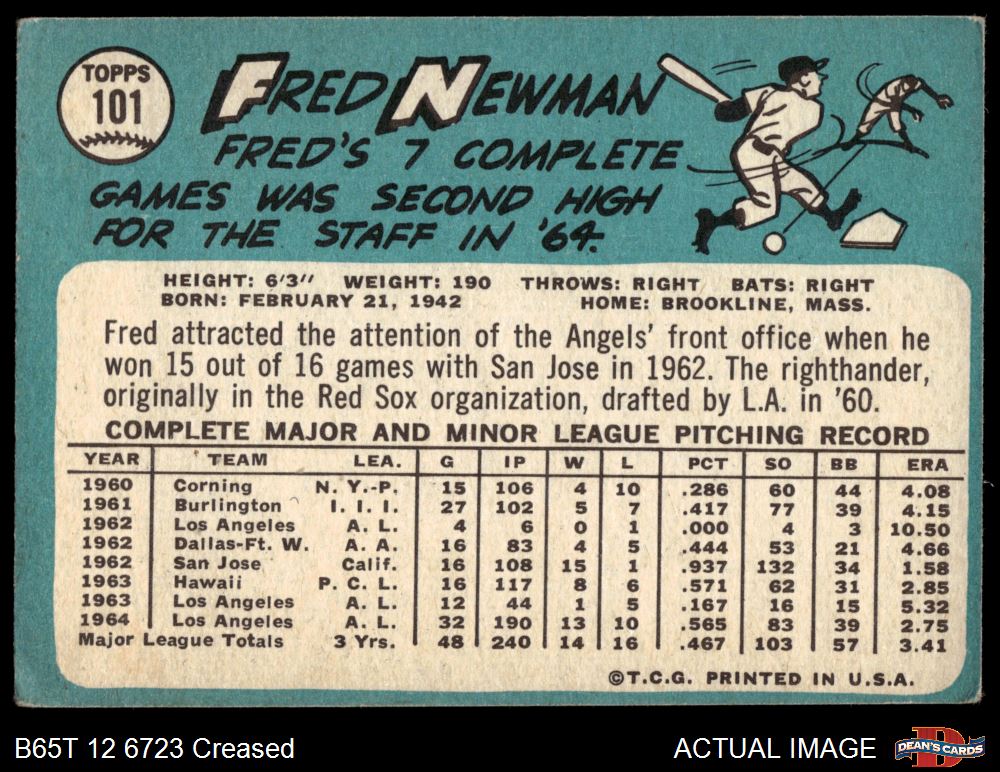 TOPPS
101
FRED NEWMAN
FRED'S 7 COMPLETE
GAMES WAS SECOND HIGH
FOR THE STAFF IN '64.
HEIGHT: 6'3" WEIGHT: 190 THROWS: RIGHT BATS: RIGHT
BORN: FEBRUARY 21, 1942 HOME: BROOKLINE, MASS.
Fred attracted the attention of the Angels' front office when he
won 15 out of 16 games with San Jose in 1962. The righthander,
originally in the Red Sox organization, drafted by L.A. in '60.
COMPLETE MAJOR AND MINOR LEAGUE PITCHING RECORD
YEAR TEAM LEA. G IP W L PCT SO BB ERA
1960 Corning N. Y.-P. 15 106 4 10 .286 60 44 4.08
1961 Burlington I. I. I. 27 102 5 7 .417 77 39 4.15
1962 Los Angeles A. L. 4 6 0 1 .000 4 3 10.50
1962 Dallas-Ft. W. A. A. 16 83 4 5 .444 53 21 4.66
1962 San Jose Calif. 16 108 15 1 .937 132 34 1.58
1963 Hawaii P. C. L. 16 117 8 6 .571 62 31 2.85
1963 Los Angeles A. L. 12 44 1 5 .167 16 15 5.32
1964 Los Angeles A. L. 32 190 13 10 .565 83 39 2.75
Major League Totals 3 Yrs. 48 240 14 16 .467 103 57 3.41
©T.C.G. PRINTED IN U.S.A.
B65T 12 6723 Creased
ACTUAL IMAGE
DEAN'S CARDS